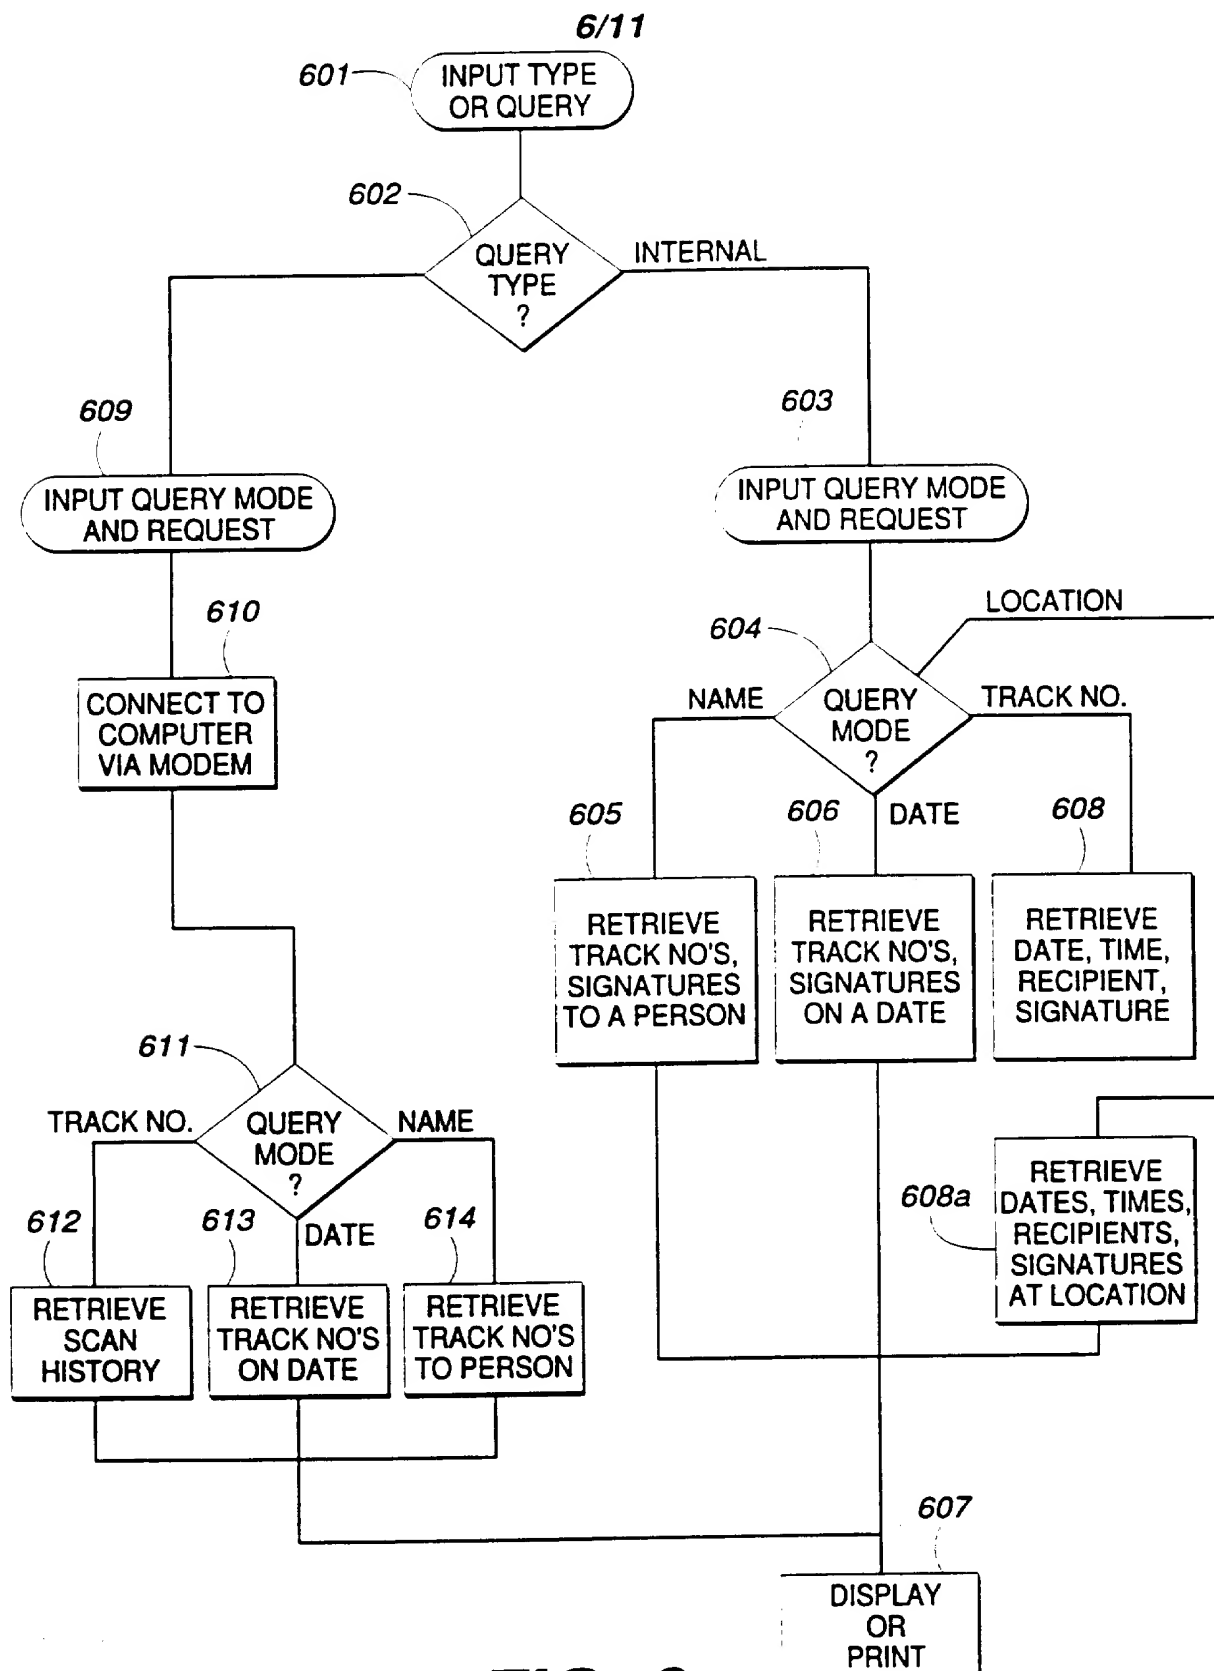 6/11
601
INPUT TYPE
OR QUERY
602
QUERY
TYPE
?
INTERNAL
609
603
INPUT QUERY MODE
AND REQUEST
INPUT QUERY MODE
AND REQUEST
610
CONNECT TO
COMPUTER
VIA MODEM
LOCATION
604
NAME
QUERY
MODE
?
TRACK NO.
DATE
605
606
608
RETRIEVE
TRACK NO'S,
SIGNATURES
TO A PERSON
RETRIEVE
TRACK NO'S,
SIGNATURES
ON A DATE
RETRIEVE
DATE, TIME,
RECIPIENT,
SIGNATURE
611
TRACK NO.
QUERY
MODE
?
NAME
DATE
608a
RETRIEVE
DATES, TIMES,
RECIPIENTS,
SIGNATURES
AT LOCATION
612
613
614
RETRIEVE
SCAN
HISTORY
RETRIEVE
TRACK NO'S
ON DATE
RETRIEVE
TRACK NO'S
TO PERSON
607
DISPLAY
OR
PRINT